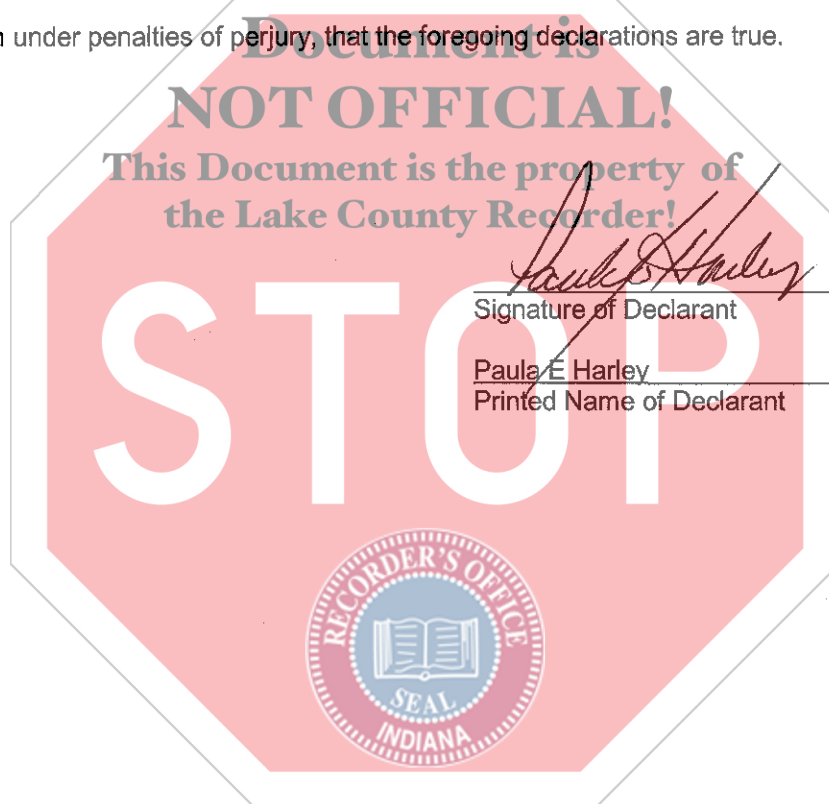 under penalties of perjury, that the foregoing declarations are true.
Document is
NOT OFFICIAL!
This Document is the property of
the Lake County Recorder!
Signature of Declarant
Paula E Harley
Printed Name of Declarant
STOP
RECORDER'S OFFICE
SEAL
INDIANA